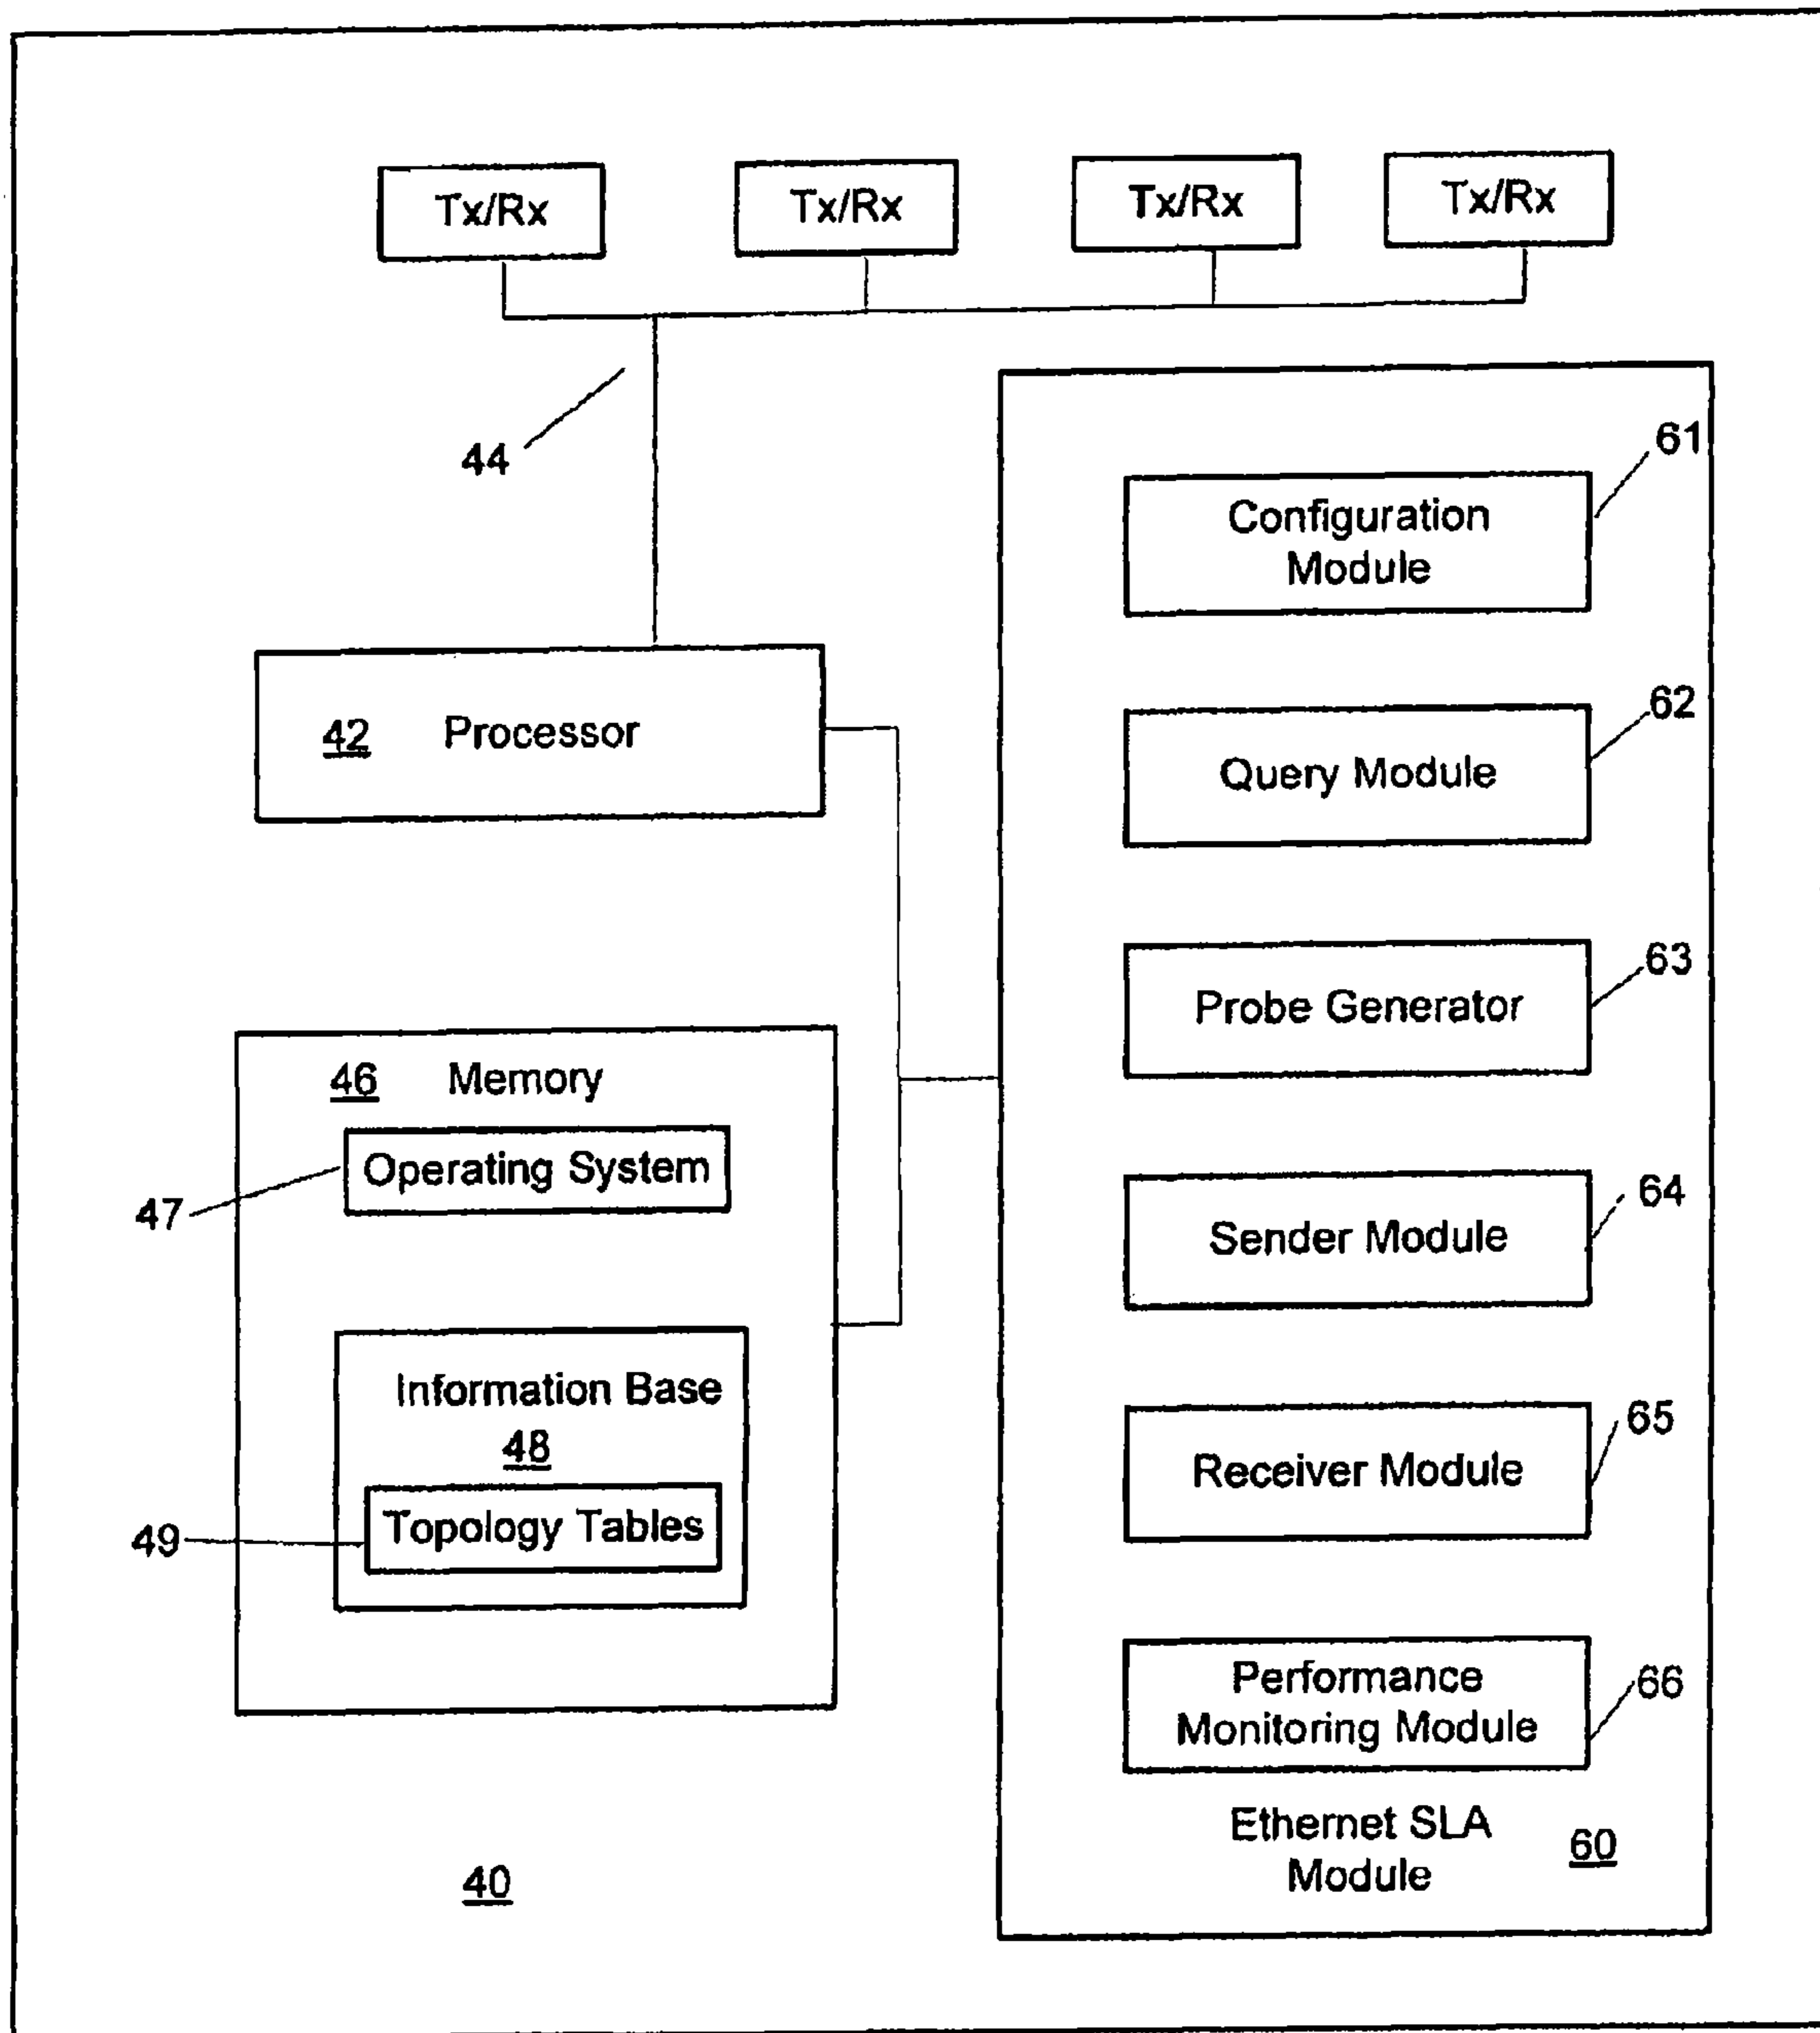 Tx/Rx
Tx/Rx
Tx/Rx
Tx/Rx
44
42 Processor
46 Memory
Operating System
47
Information Base
48
Topology Tables
49
40
61
Configuration
Module
62
Query Module
63
Probe Generator
64
Sender Module
65
Receiver Module
Performance
Monitoring Module
66
Ethernet SLA
Module
60